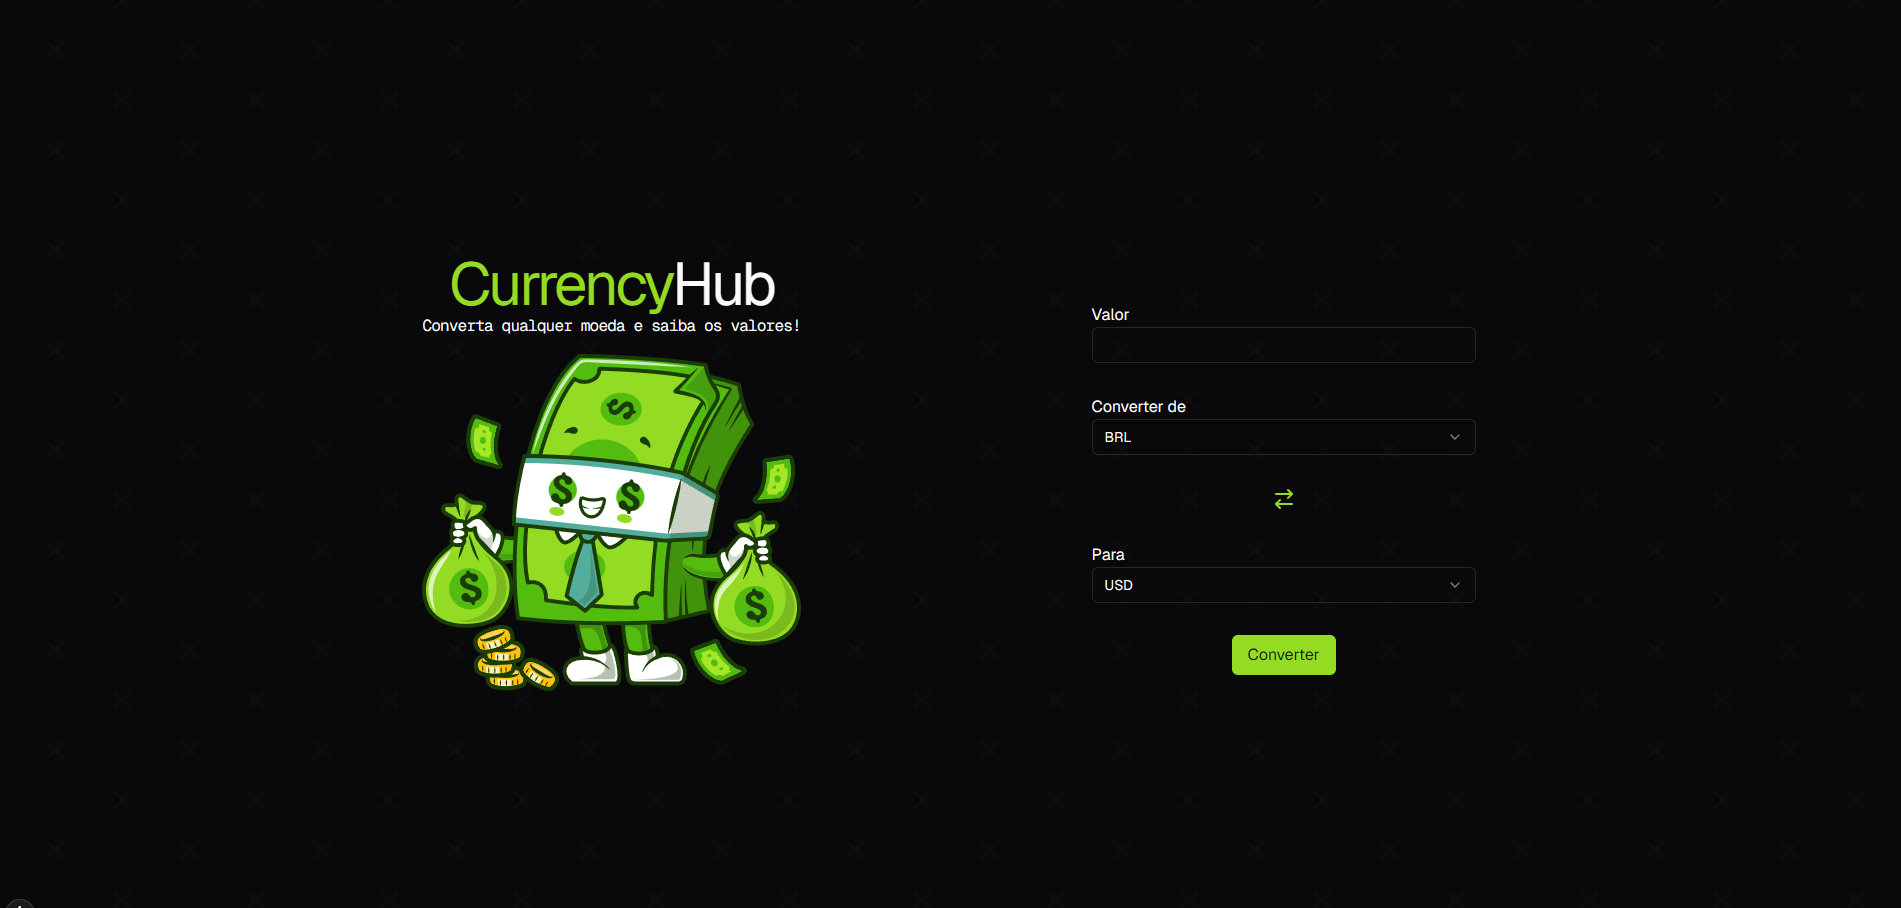 CurrencyHub
Converta qualquer moeda e saiba os valores!
$
$ $
$
$
Valor
Converter de
BRL
Para
USD
Converter